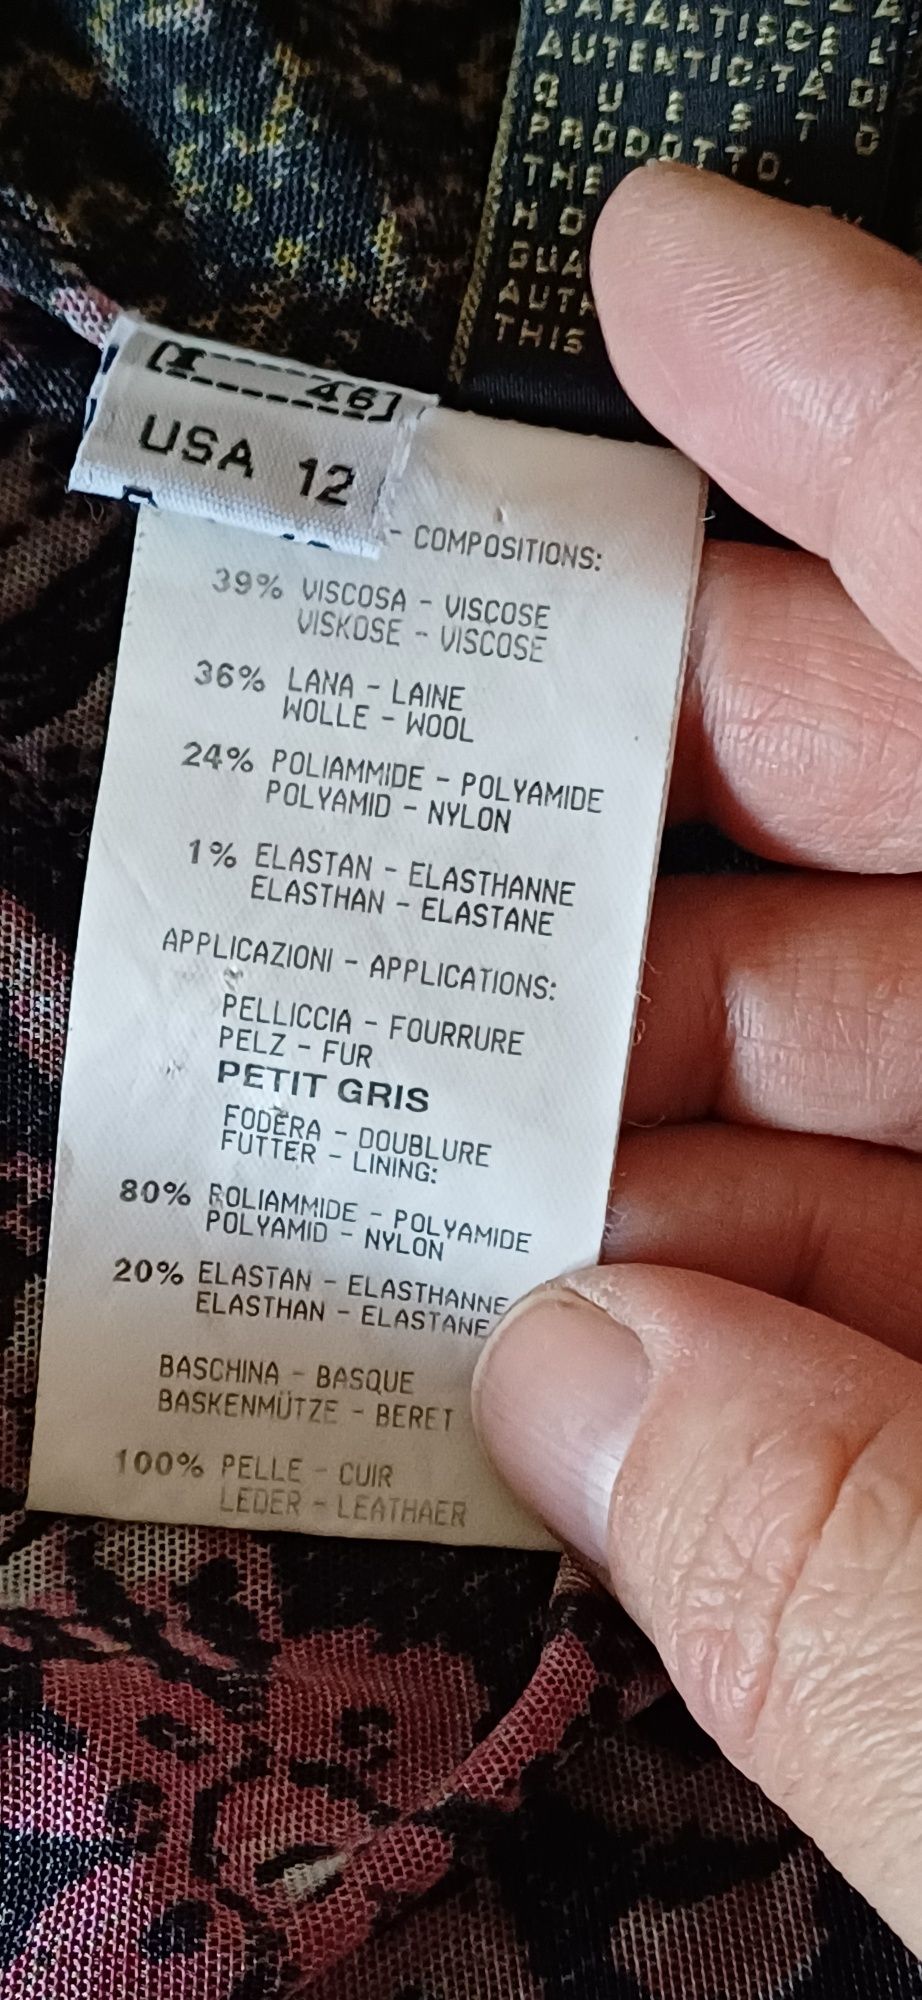 GARANTISCE L'
AUTENTICITÀ DI
Q U E S T O
PRODOTTO.
THE
GUA
AUTH
THIS
[I 46]
USA 12
- COMPOSITIONS:
39% VISCOSA - VISCOSE
VISKOSE - VISCOSE
36% LANA - LAINE
WOLLE - WOOL
24% POLIAMMIDE - POLYAMIDE
POLYAMID - NYLON
1% ELASTAN - ELASTHANNE
ELASTHAN - ELASTANE
APPLICAZIONI - APPLICATIONS:
PELLICCIA - FOURRURE
PELZ - FUR
PETIT GRIS
FODERA - DOUBLURE
FUTTER - LINING:
80% POLIAMMIDE - POLYAMIDE
POLYAMID - NYLON
20% ELASTAN - ELASTHANNE
ELASTHAN - ELASTANE
BASCHINA - BASQUE
BASKENMÜTZE - BERET
100% PELLE - CUIR
LEDER - LEATHAER